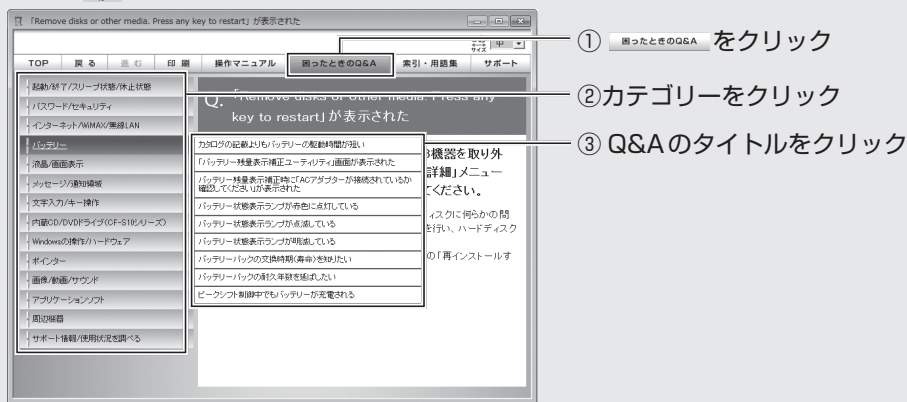 「Remove disks or other media. Press any key to restart」が表示された
中
TOP 戻る 進む 印刷 操作マニュアル 困ったときのQ&A 索引・用語集 サポート
① 困ったときのQ&A をクリック
起動/終了/スリープ状態/休止状態
パスワード/セキュリティ
インターネット/WiMAX/無線LAN
バッテリー
液晶/画面表示
メッセージ/通知領域
文字入力/キー操作
内蔵CD/DVDドライブ(CF-S10シリーズ)
Windowsの操作/ハードウェア
ポインター
画像/動画/サウンド
アプリケーションソフト
周辺機器
サポート情報/使用状況を調べる
②カテゴリーをクリック
Q. 「Remove disks or other media. Press any
key to restart」が表示された
カタログの記載よりもバッテリーの駆動時間が短い
「バッテリー残量表示補正ユーティリティ」画面が表示された
バッテリー残量表示補正時に「ACアダプターが接続されているか
確認してください」が表示された
バッテリー状態表示ランプが赤色に点灯している
バッテリー状態表示ランプが点滅している
バッテリー状態表示ランプが明滅している
バッテリーパックの交換時期(寿命)を知りたい
バッテリーパックの耐久年数を延ばしたい
ピークシフト制御中でもバッテリーが充電される
③ Q&Aのタイトルをクリック
機器を取り外
詳細」メニュー
てください。
ィスクに何らかの問
を行い、ハードディスク
の「再インストールす